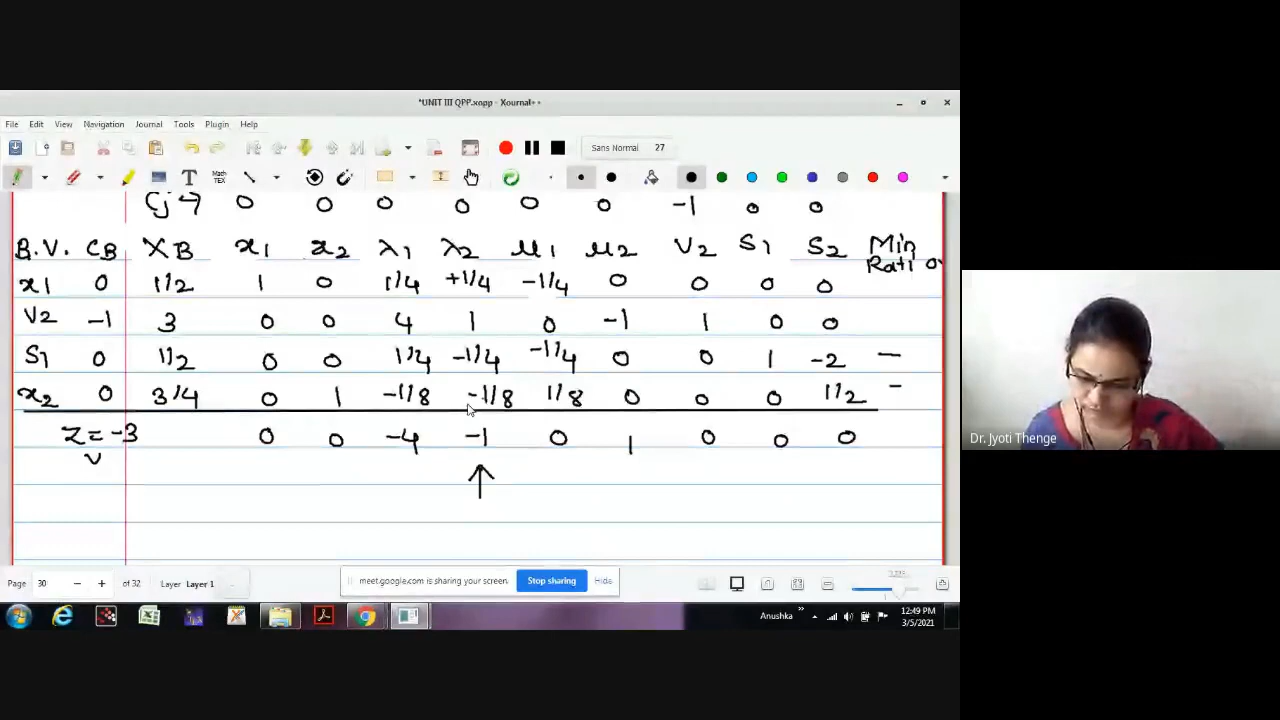 *UNIT III QPP.xopp - Xournal++
File Edit View Navigation Journal Tools Plugin Help
Sans Normal 27
T Math TEX
Cj → 0 0 0 0 0 0 -1 0 0
B.V. CB XB x1 x2 λ1 λ2 μ1 μ2 V2 S1 S2 Min Ratio
x1 0 1/2 1 0 1/4 +1/4 -1/4 0 0 0 0
V2 -1 3 0 0 4 1 0 -1 1 0 0
S1 0 1/2 0 0 1/4 -1/4 -1/4 0 0 1 -2 —
x2 0 3/4 0 1 -1/8 -1/8 1/8 0 0 0 1/2 -
Z = -3 0 0 -4 -1 0 1 0 0 0
↑
Dr. Jyoti Thenge
meet.google.com is sharing your screen. Stop sharing Hide
Page 30 of 32 Layer Layer 1
Anushka
12:49 PM
3/5/2021